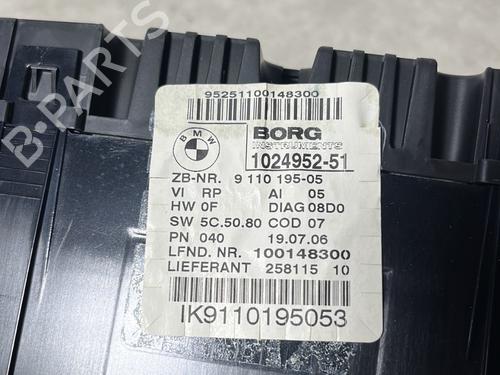 95251100148300
BMW
BORG
INSTRUMENTS
1024952-51
ZB-NR. 9 110 195-05
VI RP AI 05
HW 0F DIAG 08D0
SW 5C.50.80 COD 07
PN 040 19.07.06
LFND. NR. 100148300
LIEFERANT 258115 10
IK9110195053
B-PARTS